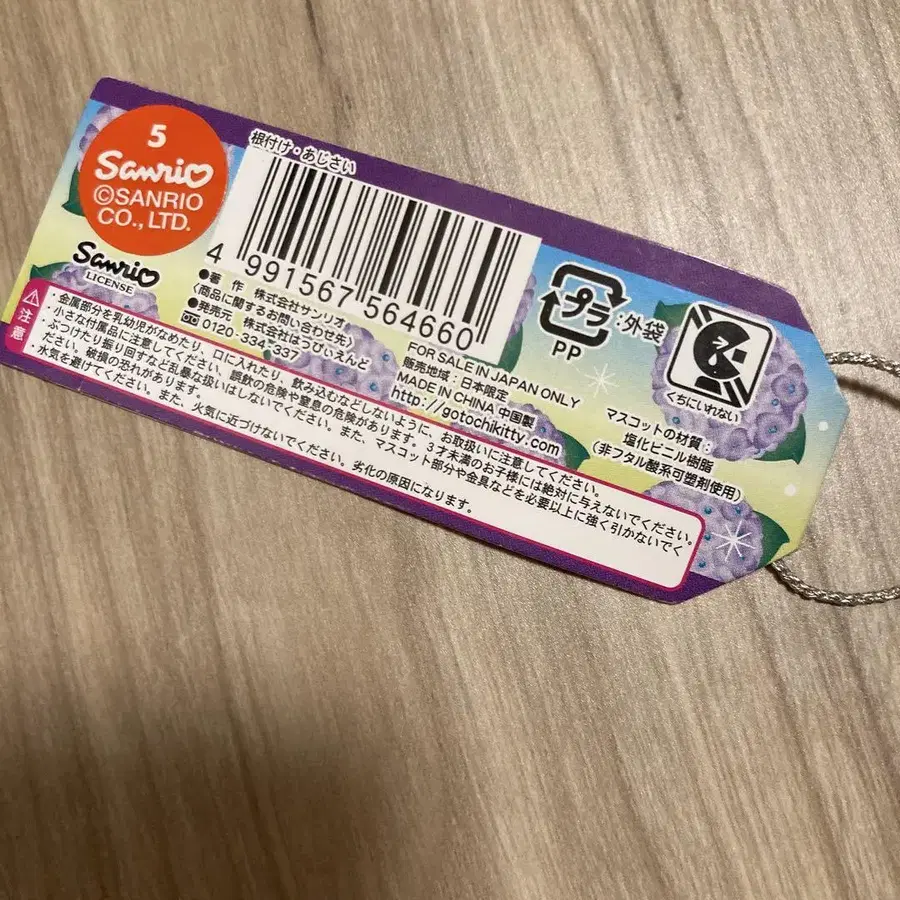 5
Sanrio
©SANRIO
CO., LTD.
Sanrio
LICENSE
根付け・あじさい
4 991567 564660
●著 作 株式会社サンリオ
〈商品に関するお問い合わせ先〉
●発売元 株式会社はぴぃえんど
0120-334-337
FOR SALE IN JAPAN ONLY
販売地域:日本限定
MADE IN CHINA 中国製
http://gotochikitty.com
プラ
:外袋
PP
くちにいれない
マスコットの材質:
塩化ビニル樹脂
(非フタル酸系可塑剤使用)
注意
・金属部分を乳幼児がなめたり、口に入れたり、飲み込むなどしないように、お取扱いに注意してください。
・小さな付属品に注意してください。誤飲の危険や窒息の危険があります。3才未満のお子様には絶対に与えないでください。
・ぶつけたり振り回すなど乱暴な扱いはしないでください。また、マスコット部分や金具などを必要以上に強く引かないでください。破損の恐れがあります。
・水気を避けてください。また、火気に近づけないでください。劣化の原因になります。